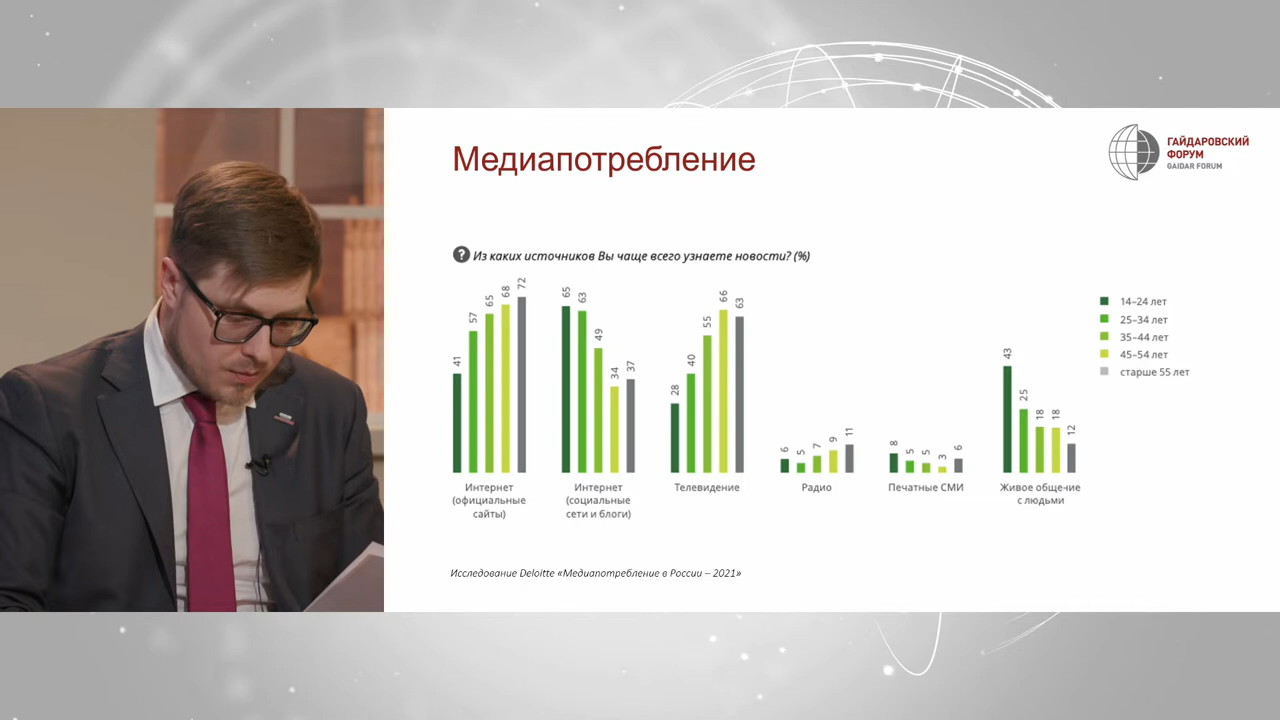 Медиапотребление
ГАЙДАРОВСКИЙ
ФОРУМ
GAIDAR FORUM
? Из каких источников Вы чаще всего узнаете новости? (%)
41 57 65 68 72
65 63 49 34 37
28 40 55 66 63
6 5 7 9 11
8 5 5 3 6
43 25 18 18 12
14–24 лет
25–34 лет
35–44 лет
45–54 лет
старше 55 лет
Интернет
(официальные
сайты)
Интернет
(социальные
сети и блоги)
Телевидение
Радио
Печатные СМИ
Живое общение
с людьми
Исследование Deloitte «Медиапотребление в России – 2021»